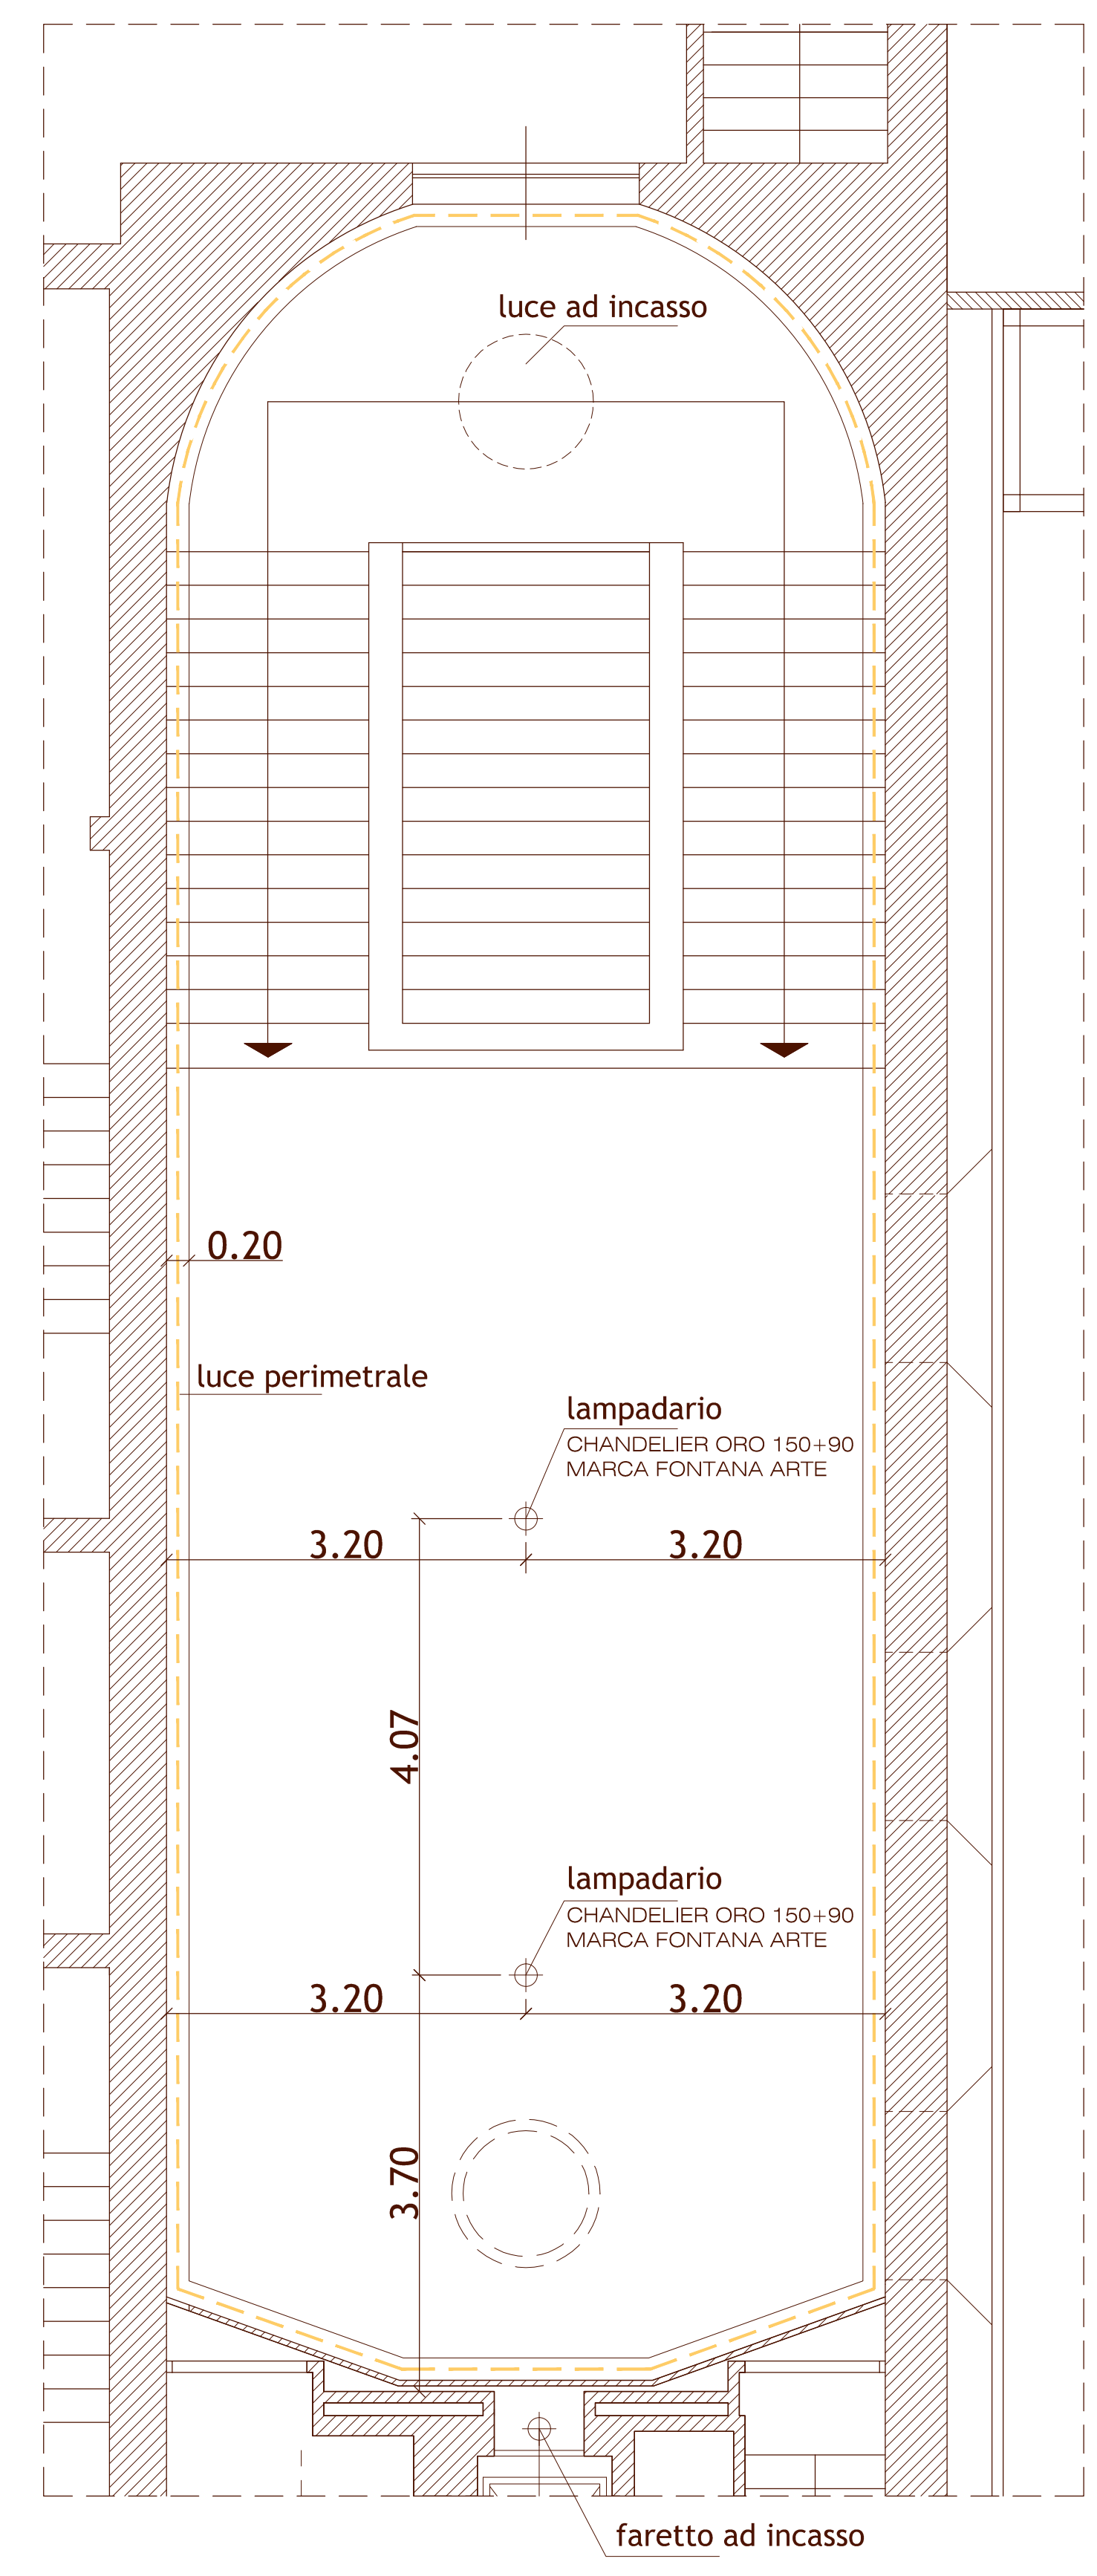 luce ad incasso
0.20
luce perimetrale
lampadario
CHANDELIER ORO 150+90
MARCA FONTANA ARTE
3.20
3.20
4.07
lampadario
CHANDELIER ORO 150+90
MARCA FONTANA ARTE
3.20
3.20
3.70
faretto ad incasso